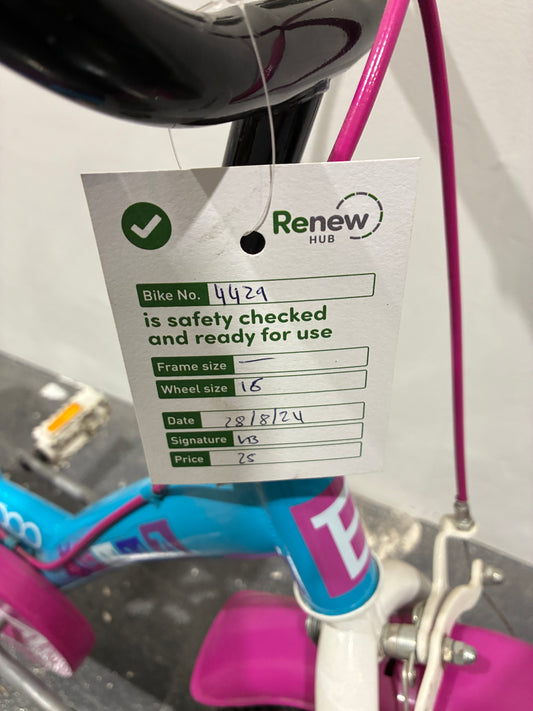 Renew
HUB
Bike No. 4429
is safety checked
and ready for use
Frame size —
Wheel size 16
Date 28/8/24
Signature
Price 25
E